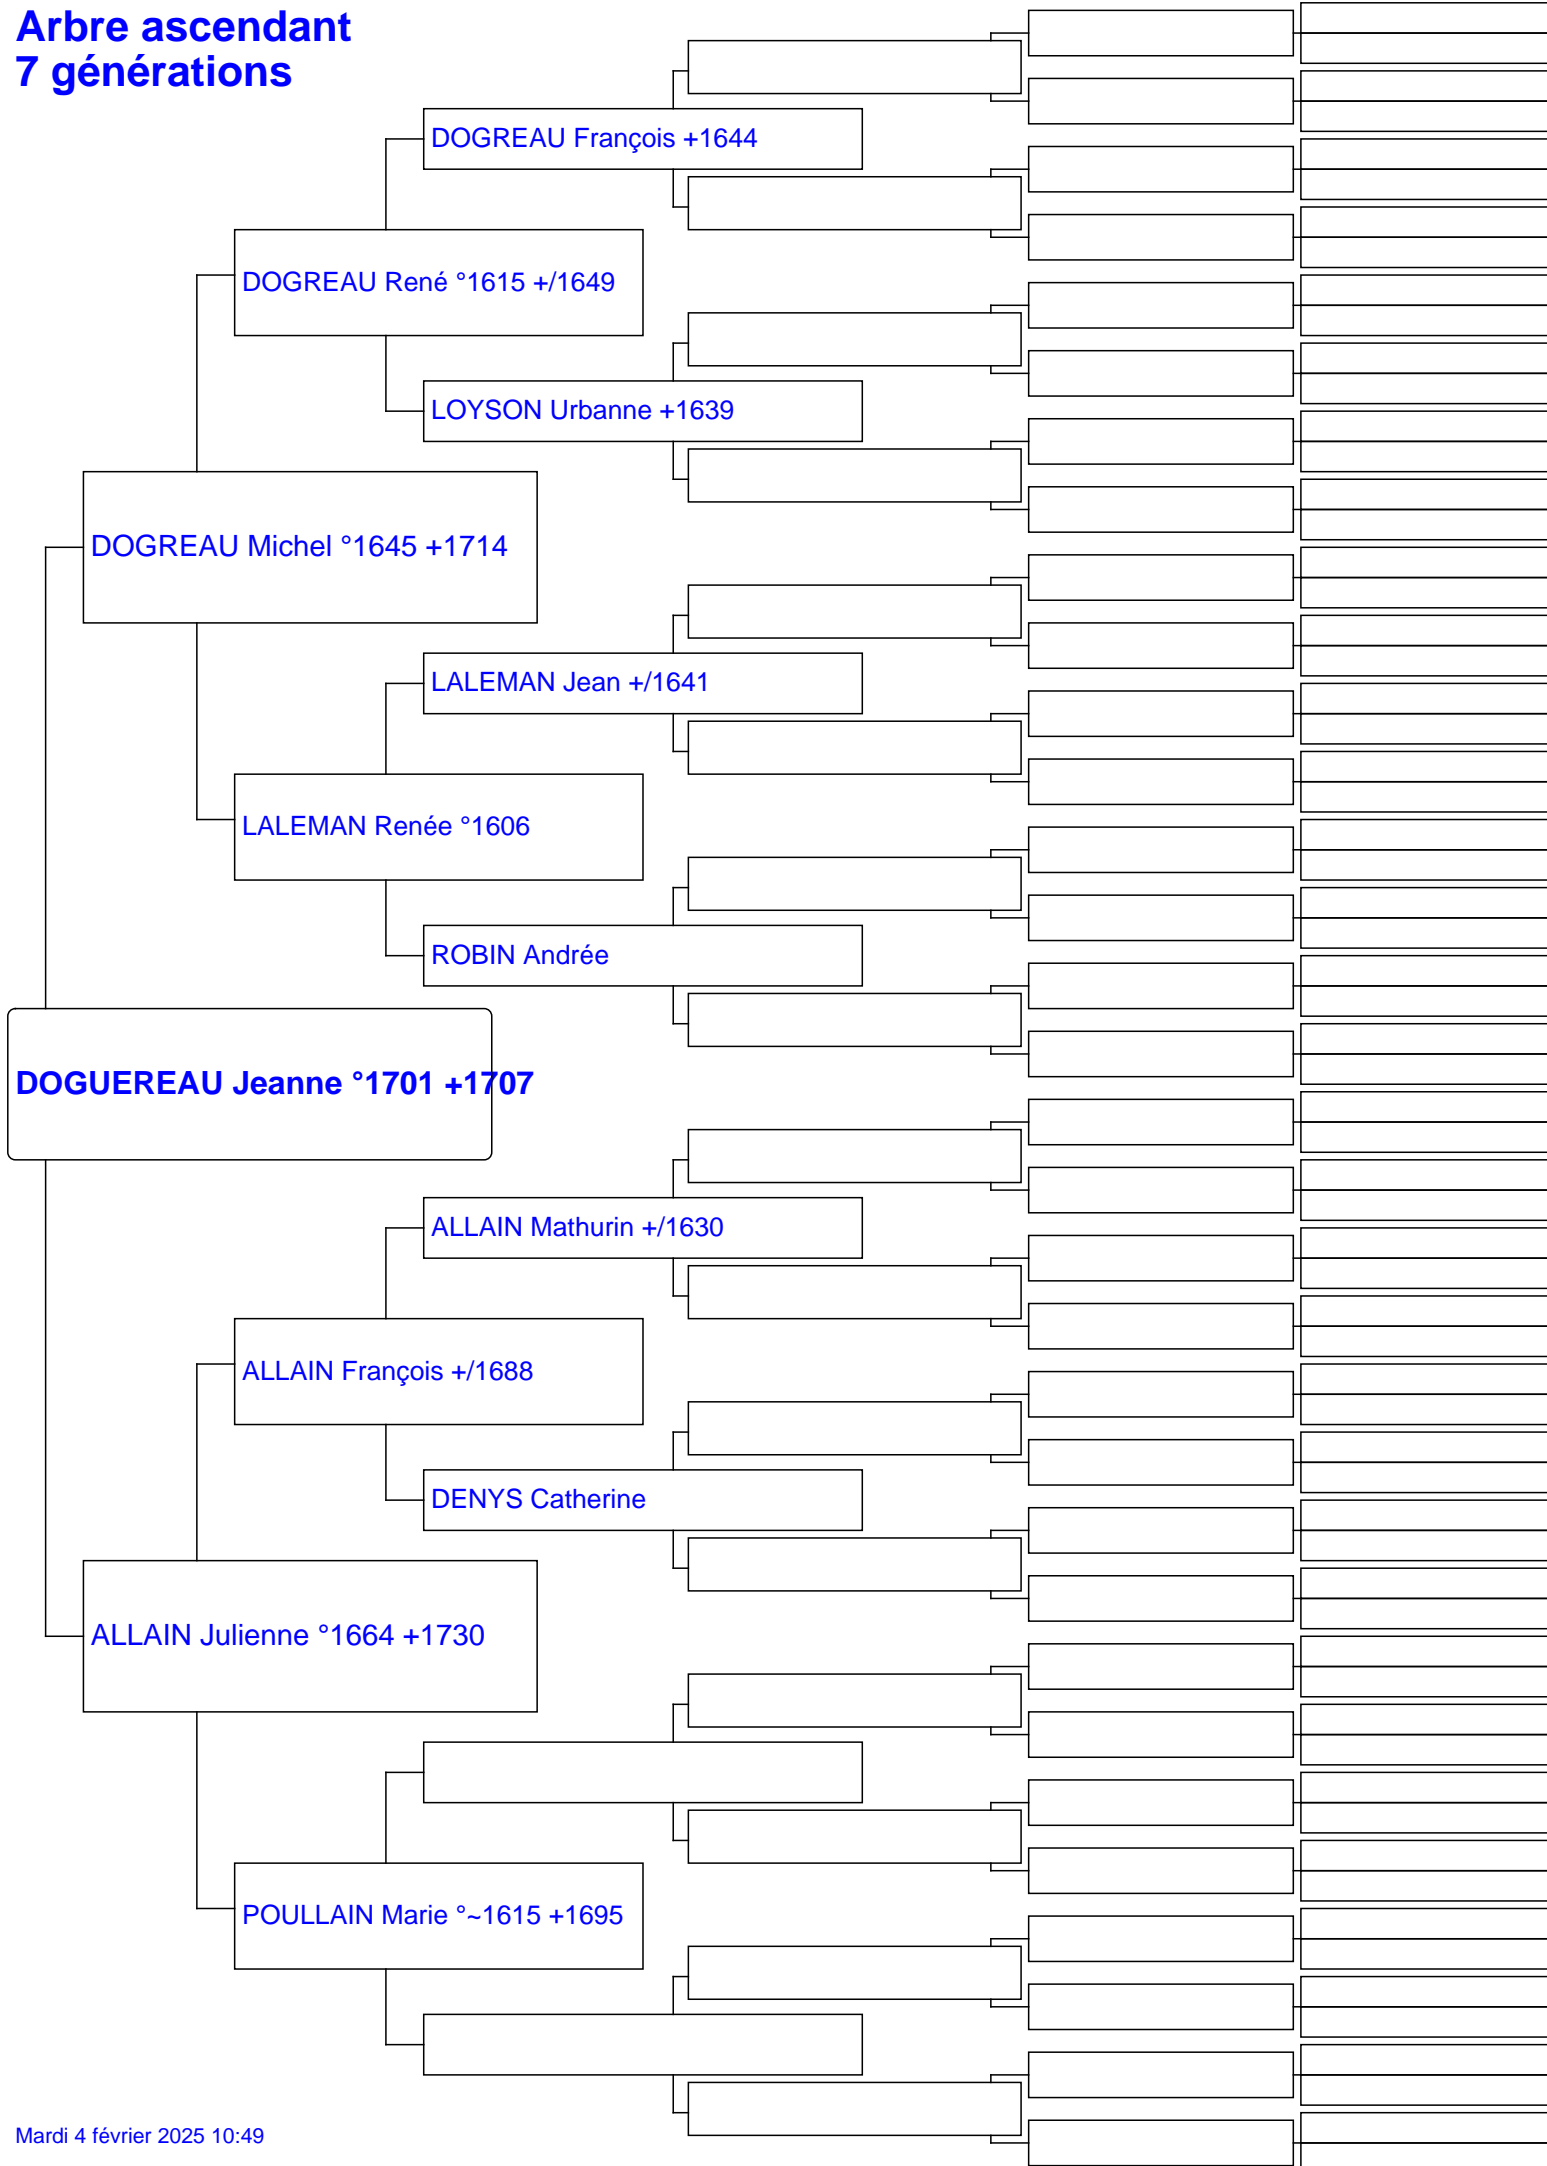 Arbre ascendant
7 générations
DOGREAU François +1644
DOGREAU René °1615 +/1649
LOYSON Urbanne +1639
DOGREAU Michel °1645 +1714
LALEMAN Jean +/1641
LALEMAN Renée °1606
ROBIN Andrée
DOGUEREAU Jeanne °1701 +1707
ALLAIN Mathurin +/1630
ALLAIN François +/1688
DENYS Catherine
ALLAIN Julienne °1664 +1730
POULLAIN Marie °~1615 +1695
Mardi 4 février 2025 10:49